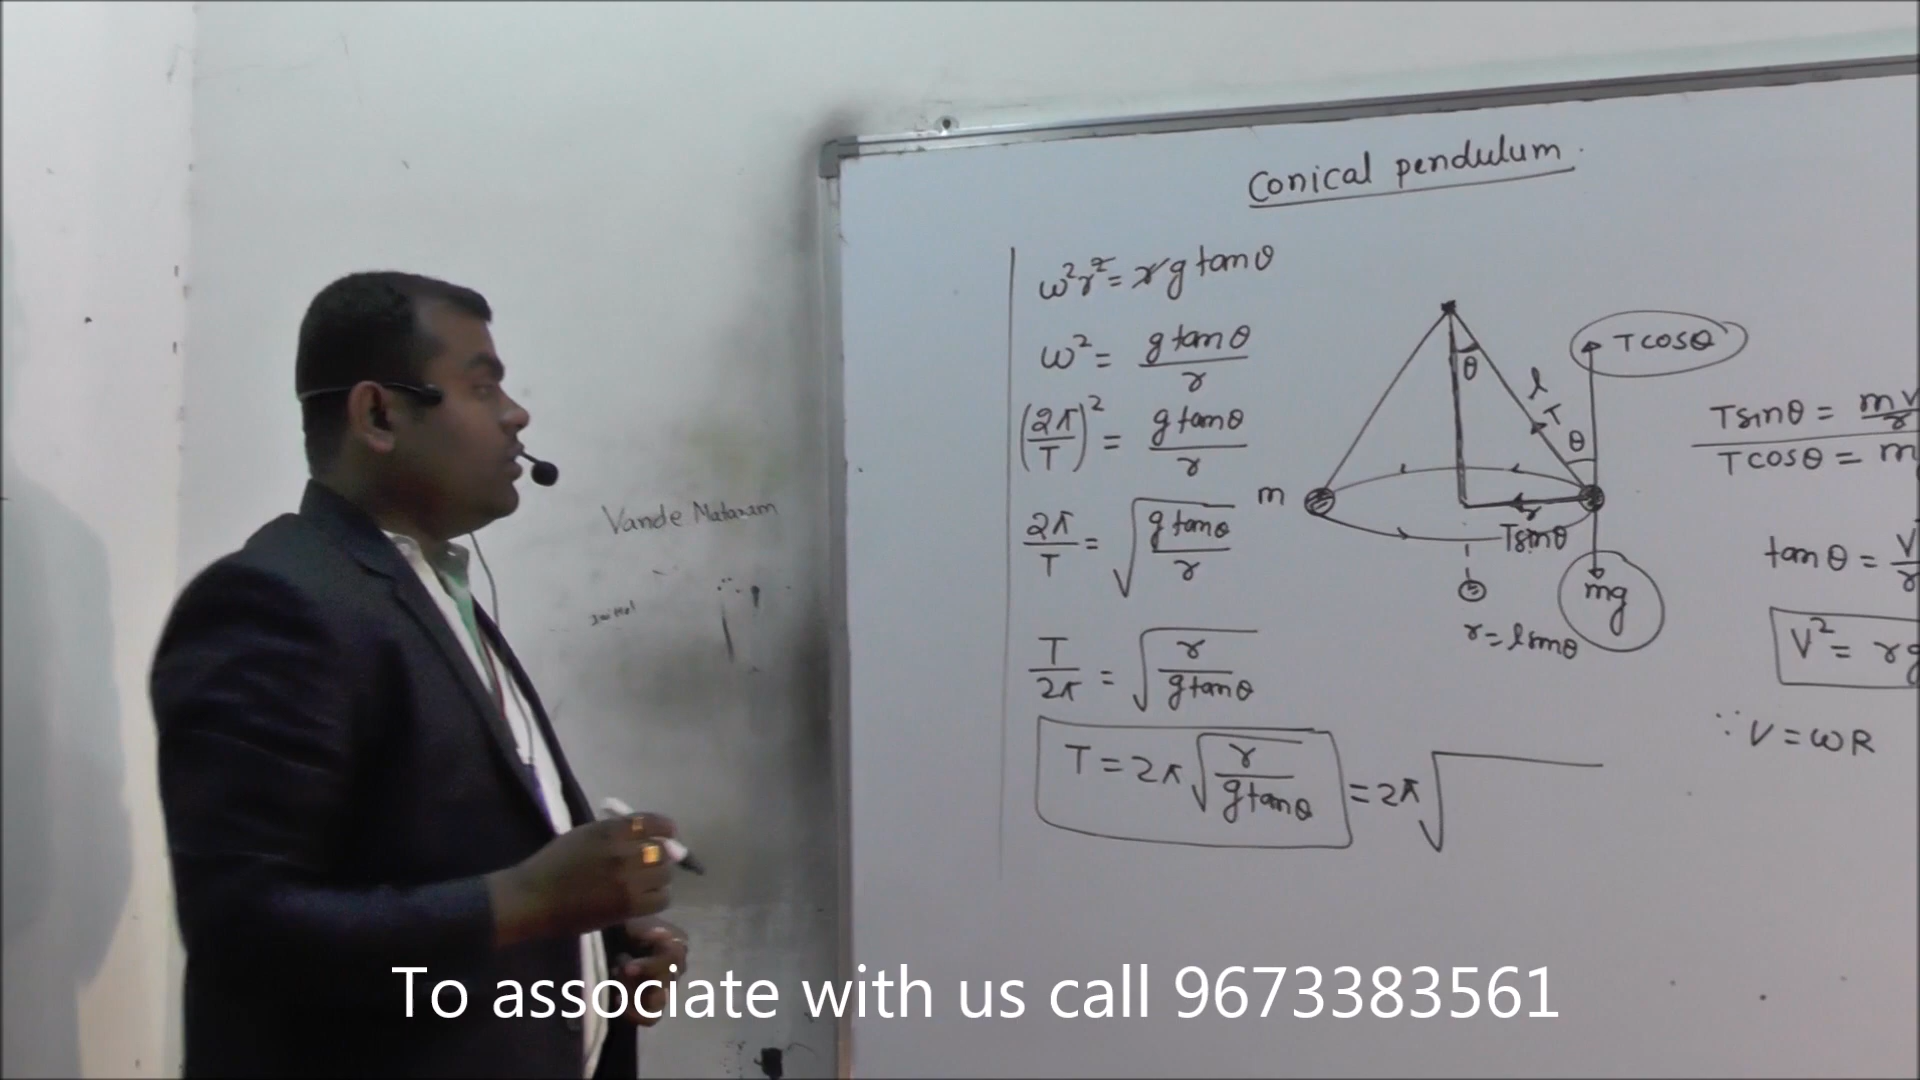 Conical pendulum.
ω²r² = rg tanθ
ω² = g tanθ / r
(2π/T)² = g tanθ / r
2π/T = √(g tanθ / r)
T/2π = √(r / g tanθ)
T = 2π √(r / g tanθ) = 2π √
θ
l
T
θ
T cosθ
m
r
T sinθ
mg
r = l sinθ
T sinθ = mv / r
T cosθ = m
tanθ = v / r
V² = rg
∵ V = ωR
Vande Mataram
To associate with us call 9673383561